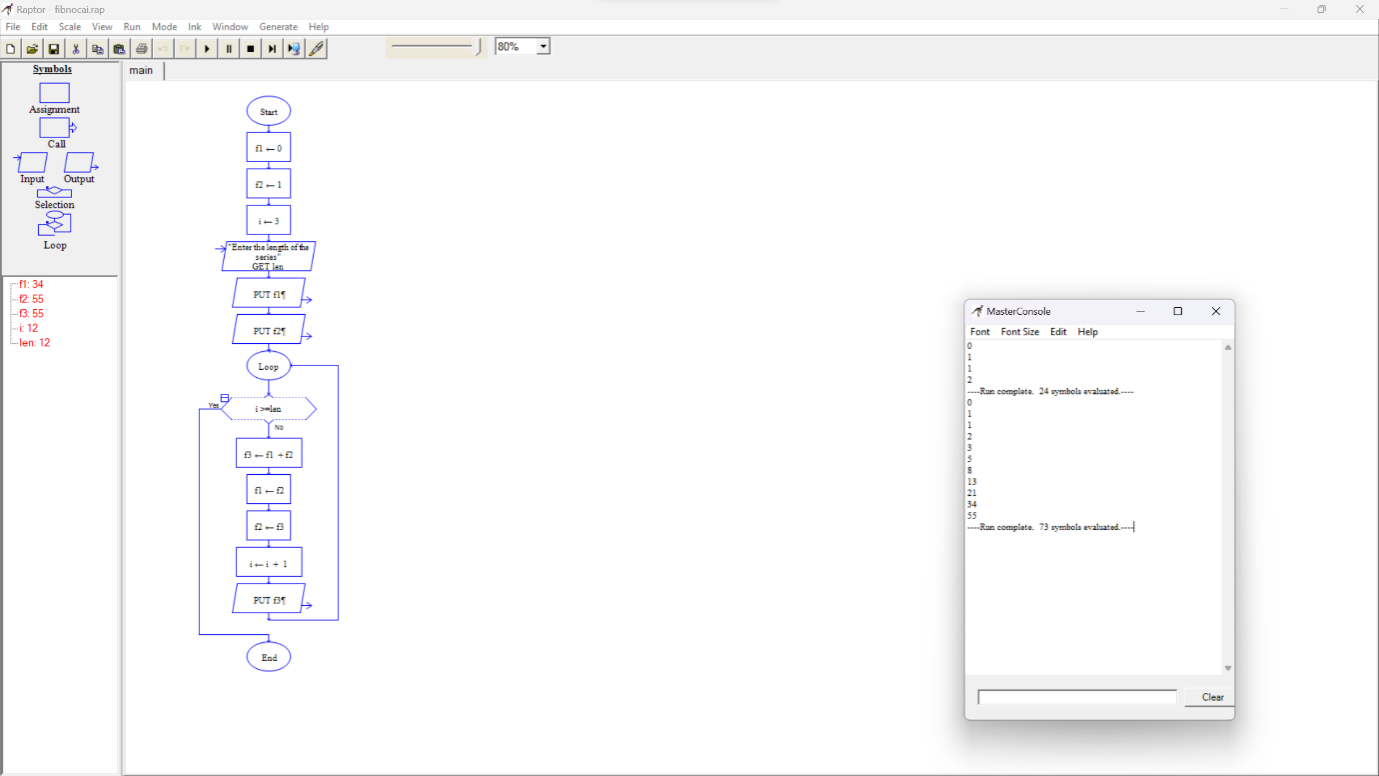 Raptor - fibnocai.rap
File Edit Scale View Run Mode Ink Window Generate Help
80%
Symbols
Assignment
Call
Input Output
Selection
Loop
f1: 34
f2: 55
f3: 55
i: 12
len: 12
main
Start
f1 ← 0
f2 ← 1
i ← 3
"Enter the length of the
series"
GET len
PUT f1¶
PUT f2¶
Loop
Yes
i >=len
No
f3 ← f1 +f2
f1 ← f2
f2 ← f3
i ← i + 1
PUT f3¶
End
MasterConsole
Font Font Size Edit Help
0
1
1
2
----Run complete. 24 symbols evaluated.----
0
1
1
2
3
5
8
13
21
34
55
----Run complete. 73 symbols evaluated.----
Clear